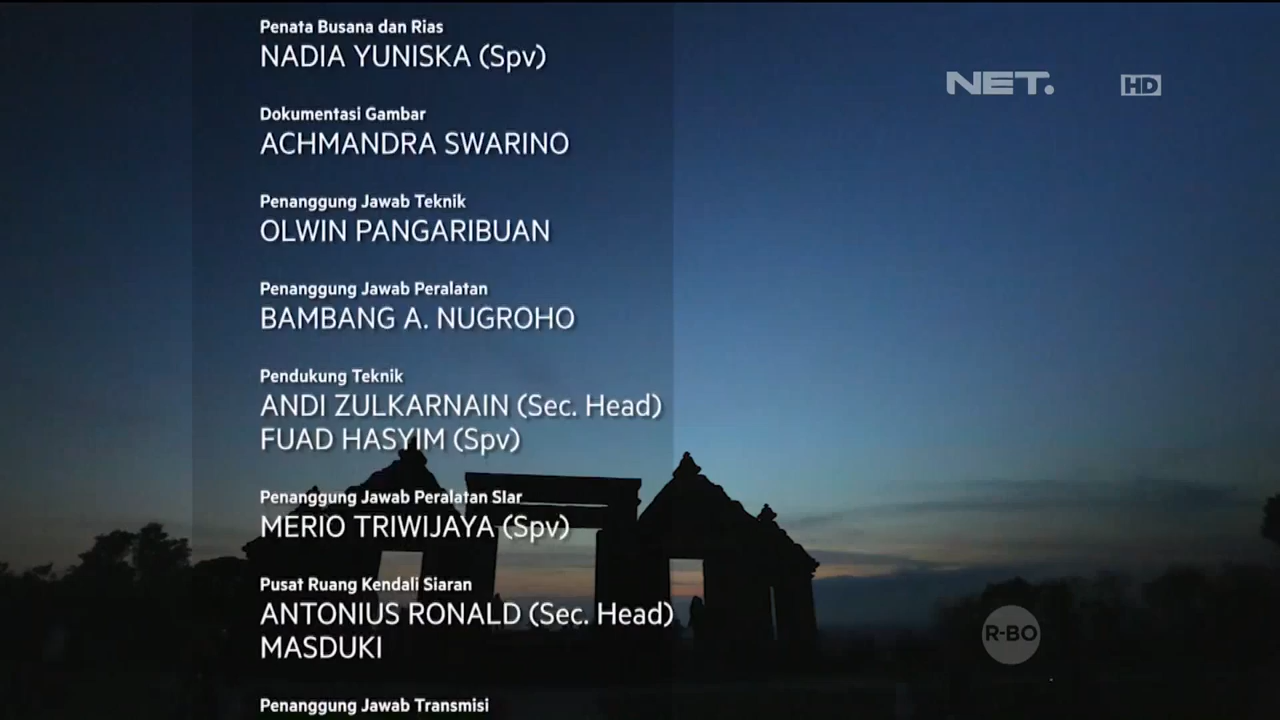 Penata Busana dan Rias
NADIA YUNISKA (Spv)
NET.
HD
Dokumentasi Gambar
ACHMANDRA SWARINO
Penanggung Jawab Teknik
OLWIN PANGARIBUAN
Penanggung Jawab Peralatan
BAMBANG A. NUGROHO
Pendukung Teknik
ANDI ZULKARNAIN (Sec. Head)
FUAD HASYIM (Spv)
Penanggung Jawab Peralatan SIar
MERIO TRIWIJAYA (Spv)
Pusat Ruang Kendali Siaran
ANTONIUS RONALD (Sec. Head)
MASDUKI
R-BO
Penanggung Jawab Transmisi